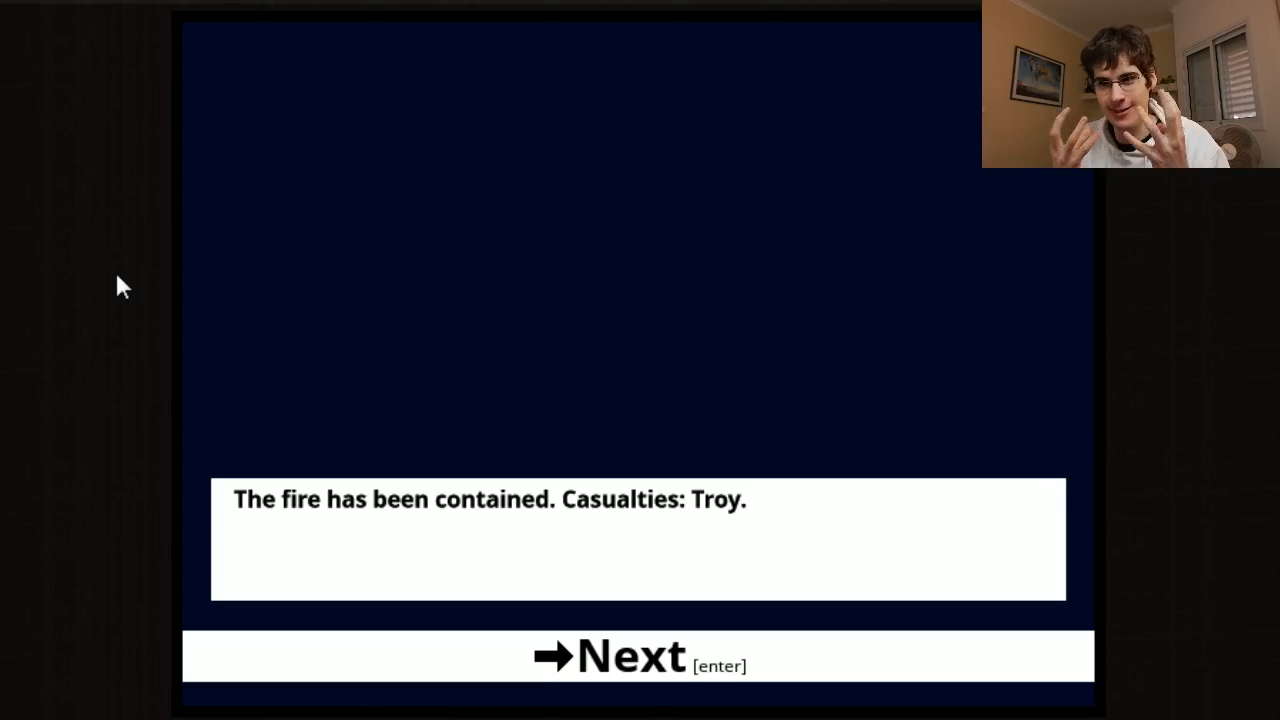 The fire has been contained. Casualties: Troy.
➡Next [enter]